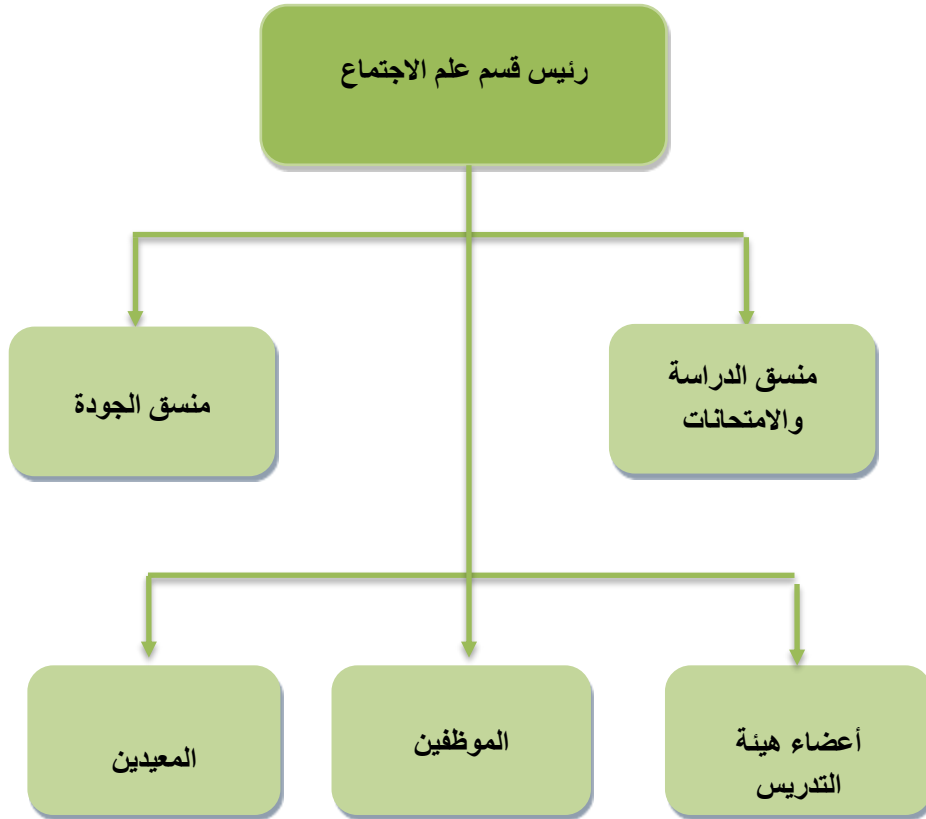 رئيس قسم علم الاجتماع
منسق الدراسة
والامتحانات
منسق الجودة
أعضاء هيئة
التدريس
الموظفين
المعيدين